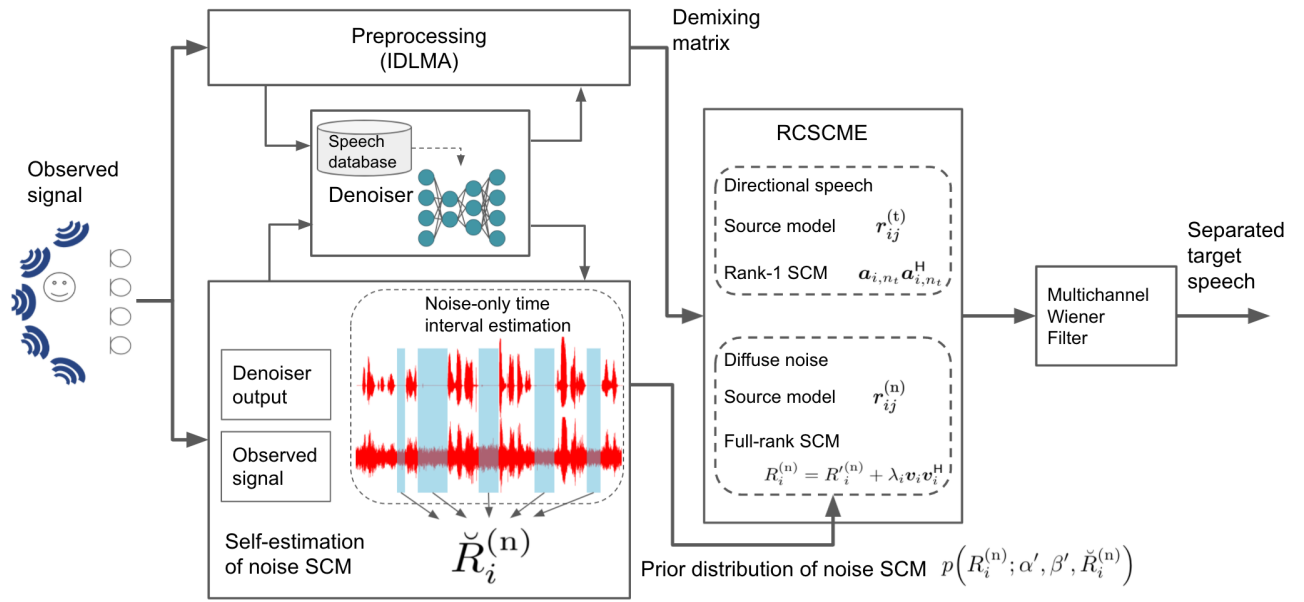 Observed
signal
Preprocessing
(IDLMA)
Speech
database
Denoiser
Noise-only time
interval estimation
Denoiser
output
Observed
signal
Self-estimation
of noise SCM
R̆_i^{(n)}
Demixing
matrix
RCSCME
Directional speech
Source model r_{ij}^{(t)}
Rank-1 SCM a_{i,n_t} a_{i,n_t}^H
Diffuse noise
Source model r_{ij}^{(n)}
Full-rank SCM
R_i^{(n)} = R'_i^{(n)} + λ_i v_i v_i^H
Prior distribution of noise SCM p(R_i^{(n)}; α', β', R̆_i^{(n)})
Multichannel
Wiener
Filter
Separated
target
speech